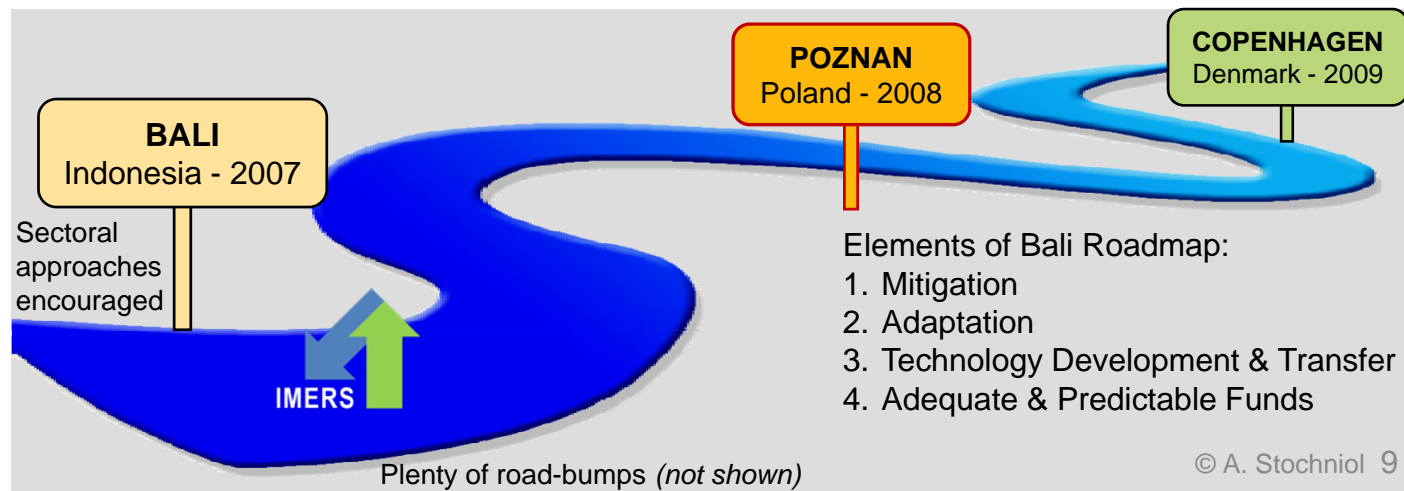 BALI
Indonesia - 2007
Sectoral
approaches
encouraged
IMERS
POZNAN
Poland - 2008
COPENHAGEN
Denmark - 2009
Elements of Bali Roadmap:
1. Mitigation
2. Adaptation
3. Technology Development & Transfer
4. Adequate & Predictable Funds
Plenty of road-bumps (not shown)
© A. Stochniol 9